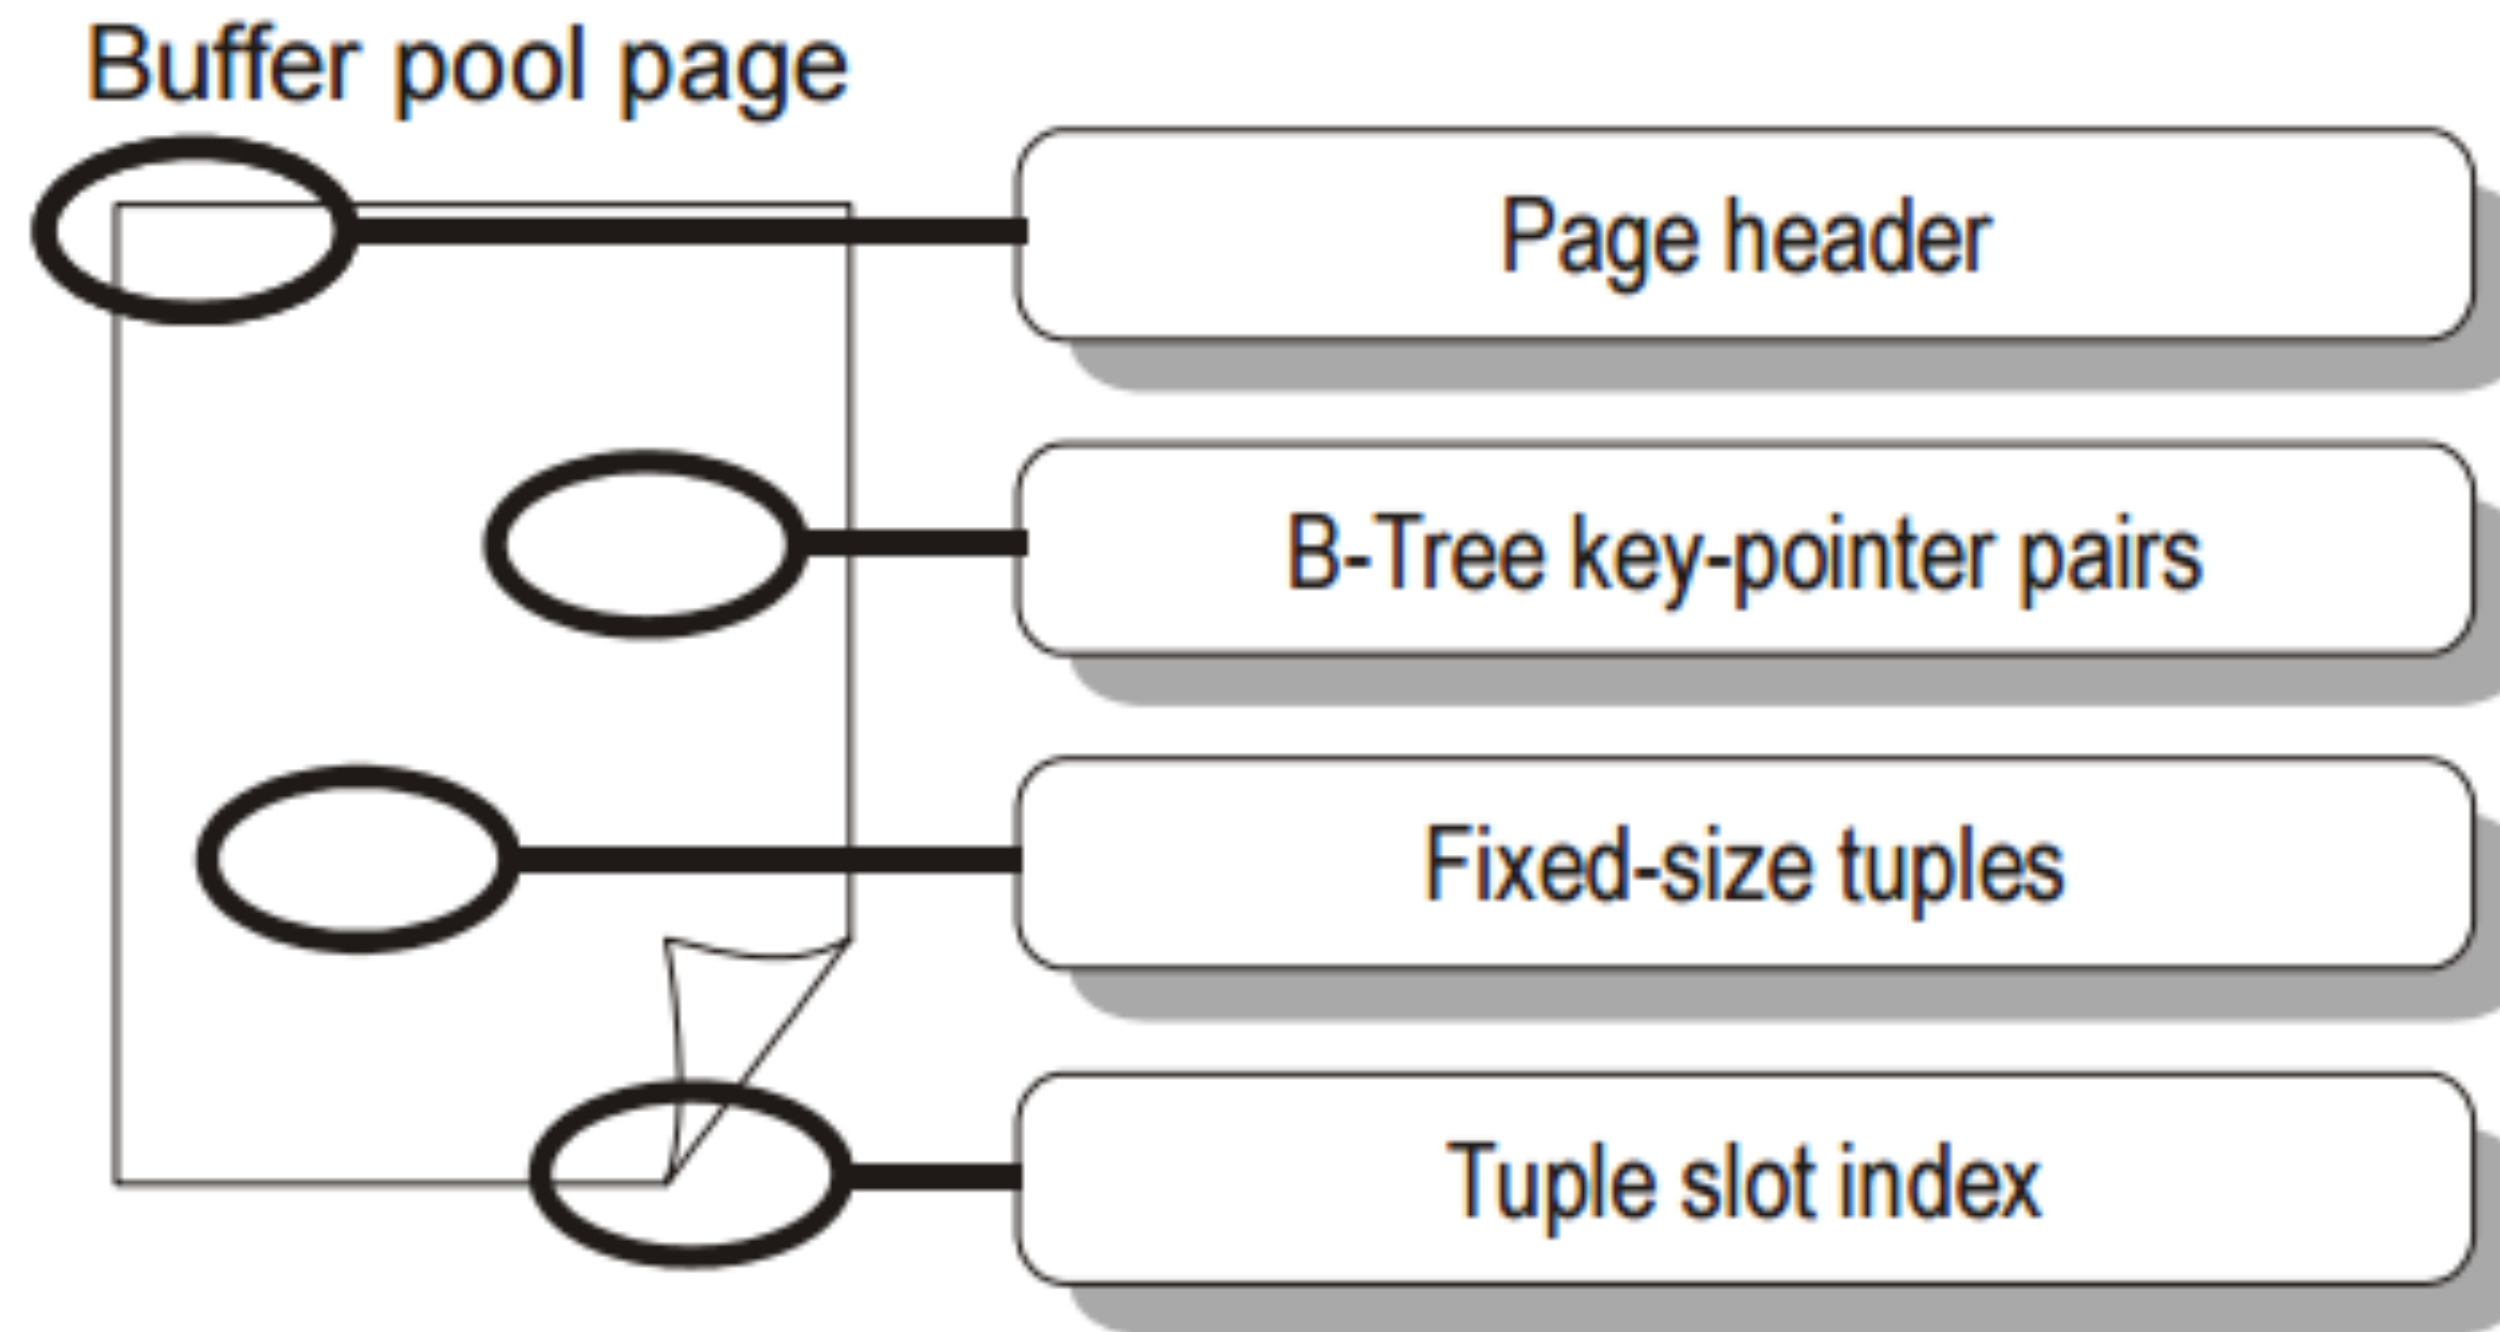 Buffer pool page
Page header
B-Tree key-pointer pairs
Fixed-size tuples
Tuple slot index